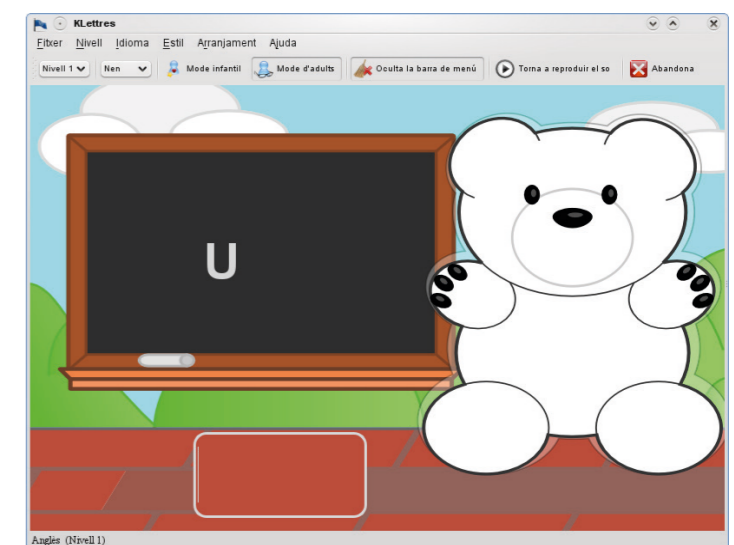 KLettres
Fitxer Nivell Idioma Estil Arranjament Ajuda
Nivell 1 Nen Mode infantil Mode d'adults Oculta la barra de menú Torna a reproduir el so Abandona
U
Anglès (Nivell 1)